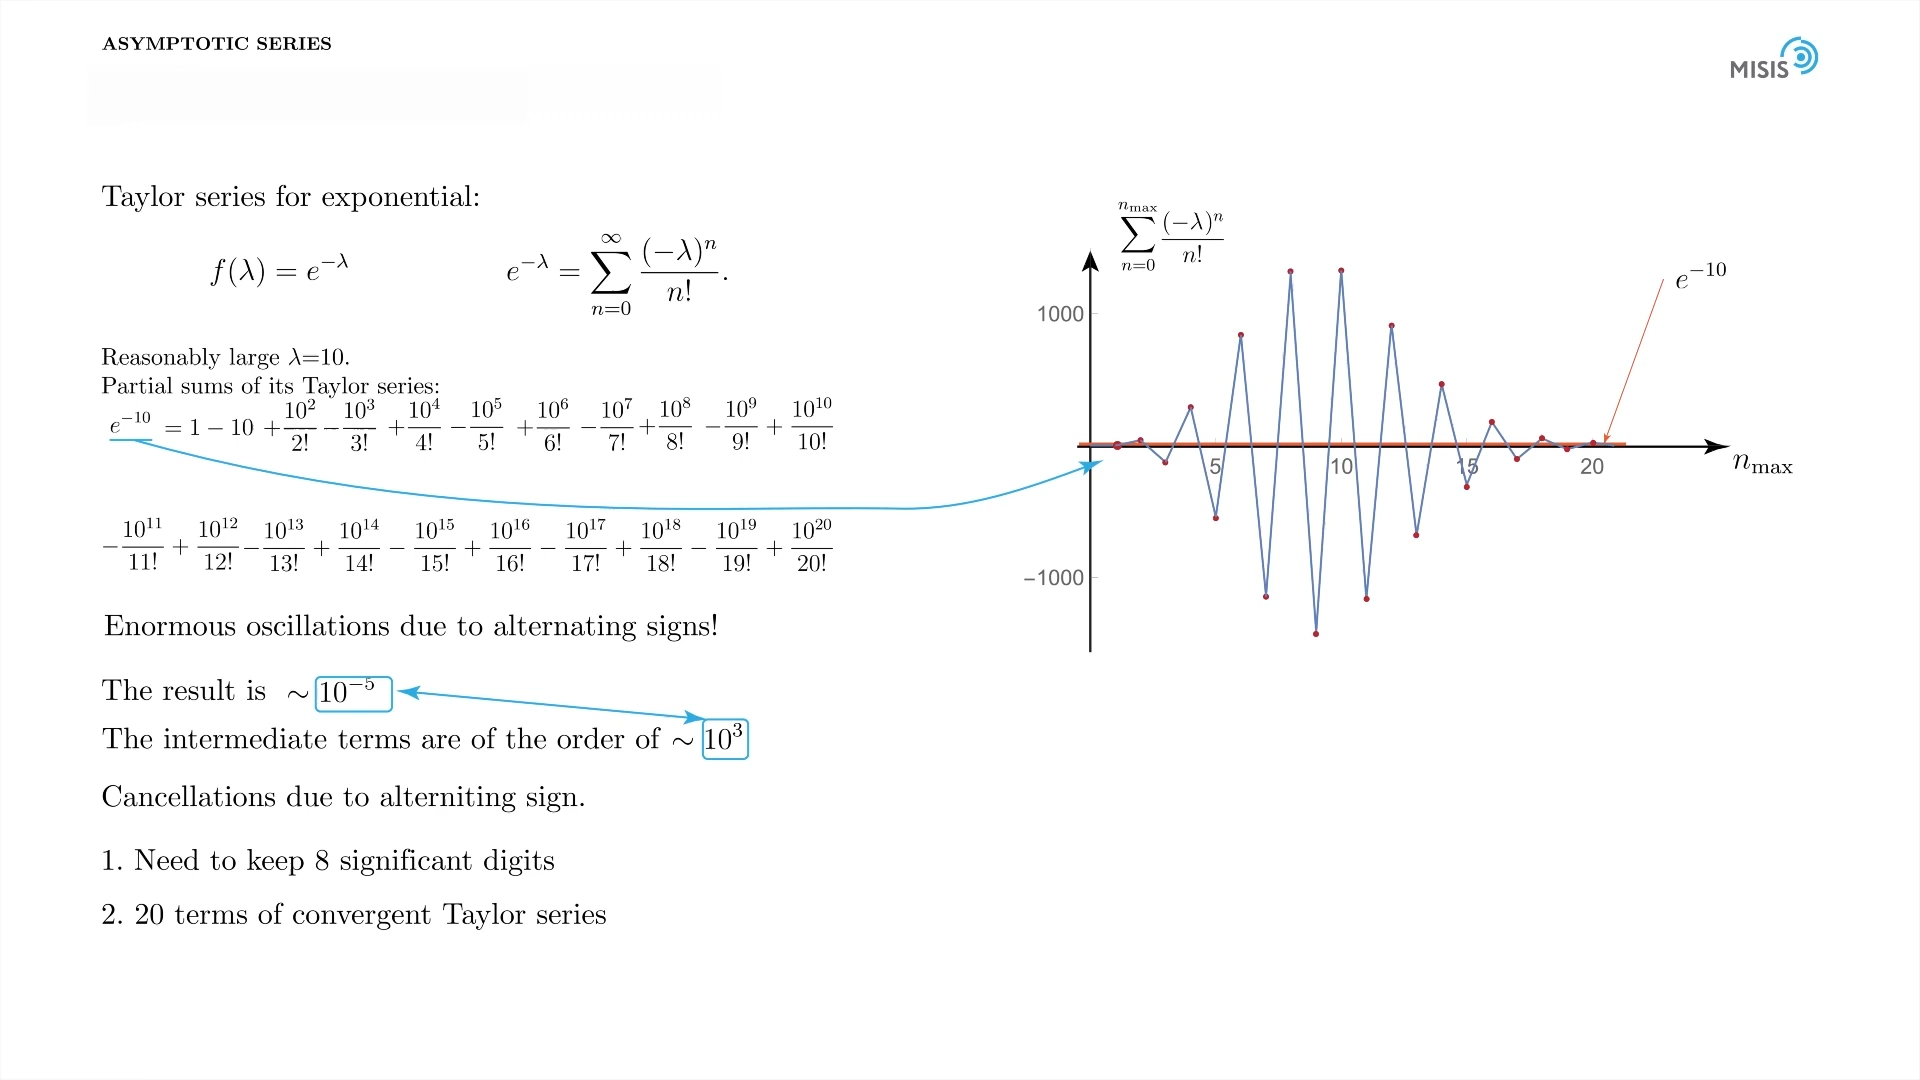 ASYMPTOTIC SERIES
MISIS
Taylor series for exponential:
f(λ) = e^{−λ}    e^{−λ} = ∑_{n=0}^{∞} (−λ)^n / n! .
Reasonably large λ=10.
Partial sums of its Taylor series:
e^{−10} = 1 − 10 + 10^2/2! − 10^3/3! + 10^4/4! − 10^5/5! + 10^6/6! − 10^7/7! + 10^8/8! − 10^9/9! + 10^{10}/10!
− 10^{11}/11! + 10^{12}/12! − 10^{13}/13! + 10^{14}/14! − 10^{15}/15! + 10^{16}/16! − 10^{17}/17! + 10^{18}/18! − 10^{19}/19! + 10^{20}/20!
Enormous oscillations due to alternating signs!
The result is ∼ 10^{−5}
The intermediate terms are of the order of ∼ 10^3
Cancellations due to alterniting sign.
1. Need to keep 8 significant digits
2. 20 terms of convergent Taylor series
∑_{n=0}^{n_max} (−λ)^n / n!
e^{−10}
1000
5 10 15 20
n_max
−1000